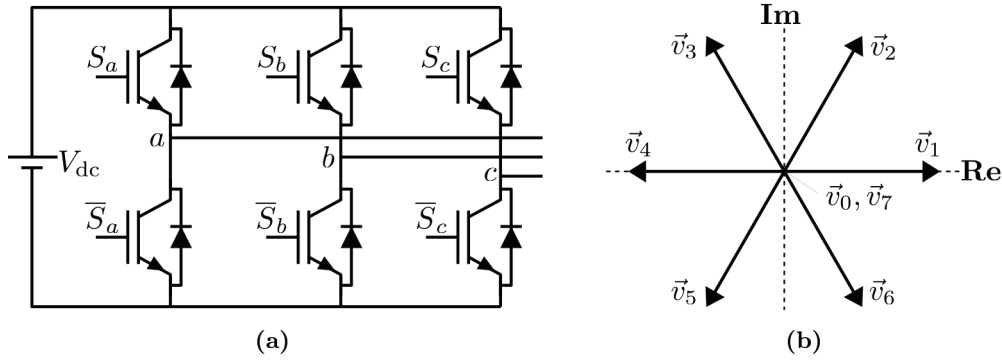 Im
S_a S_b S_c v⃗_3 v⃗_2
a
V_dc b v⃗_4 v⃗_1
c Re
v⃗_0, v⃗_7
S̅_a S̅_b S̅_c
v⃗_5 v⃗_6
(a) (b)